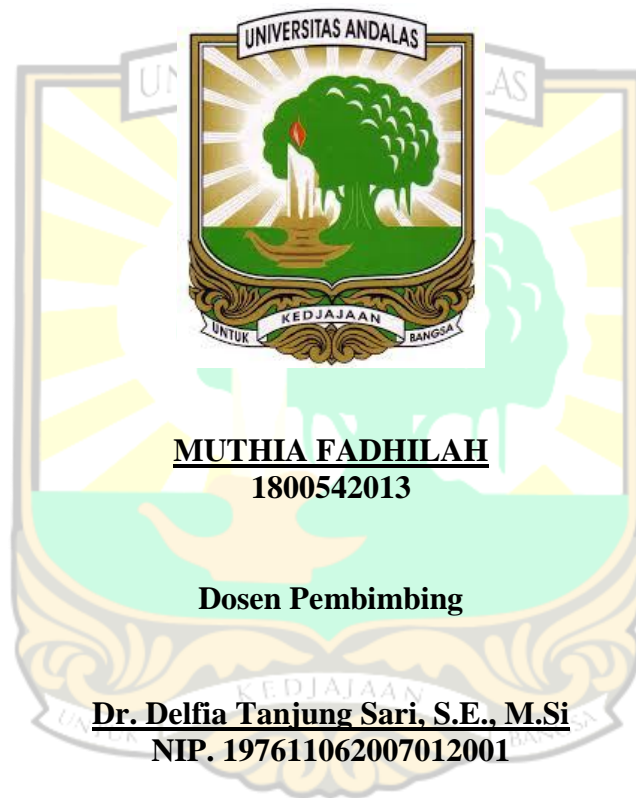 UNIVERSITAS ANDALAS
UNTUK KEDJAJAAN BANGSA
MUTHIA FADHILAH
1800542013
Dosen Pembimbing
Dr. Delfia Tanjung Sari, S.E., M.Si
NIP. 197611062007012001